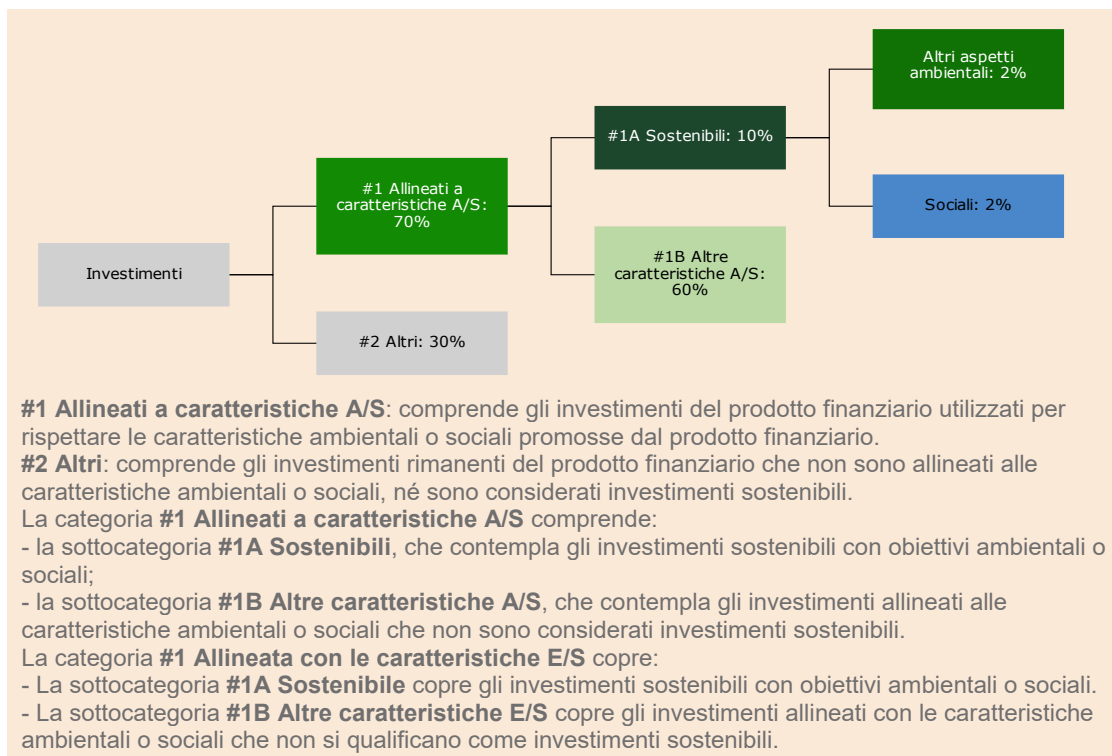 Altri aspetti
ambientali: 2%
#1A Sostenibili: 10%
#1 Allineati a
caratteristiche A/S:
70%
Sociali: 2%
#1B Altre
caratteristiche A/S:
60%
Investimenti
#2 Altri: 30%
#1 Allineati a caratteristiche A/S: comprende gli investimenti del prodotto finanziario utilizzati per
rispettare le caratteristiche ambientali o sociali promosse dal prodotto finanziario.
#2 Altri: comprende gli investimenti rimanenti del prodotto finanziario che non sono allineati alle
caratteristiche ambientali o sociali, né sono considerati investimenti sostenibili.
La categoria #1 Allineati a caratteristiche A/S comprende:
- la sottocategoria #1A Sostenibili, che contempla gli investimenti sostenibili con obiettivi ambientali o
sociali;
- la sottocategoria #1B Altre caratteristiche A/S, che contempla gli investimenti allineati alle
caratteristiche ambientali o sociali che non sono considerati investimenti sostenibili.
La categoria #1 Allineata con le caratteristiche E/S copre:
- La sottocategoria #1A Sostenibile copre gli investimenti sostenibili con obiettivi ambientali o sociali.
- La sottocategoria #1B Altre caratteristiche E/S copre gli investimenti allineati con le caratteristiche
ambientali o sociali che non si qualificano come investimenti sostenibili.